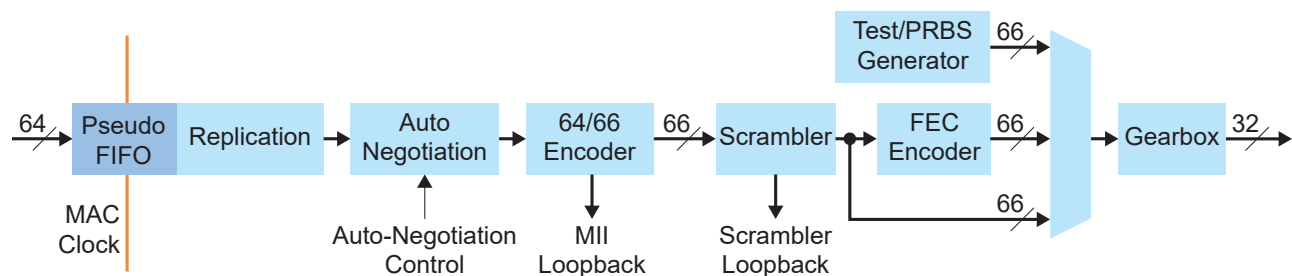 Test/PRBS
Generator
66
64
Pseudo
FIFO
Replication
Auto
Negotiation
64/66
Encoder
66
Scrambler
FEC
Encoder
66
Gearbox
32
66
MAC
Clock
Auto-Negotiation
Control
MII
Loopback
Scrambler
Loopback